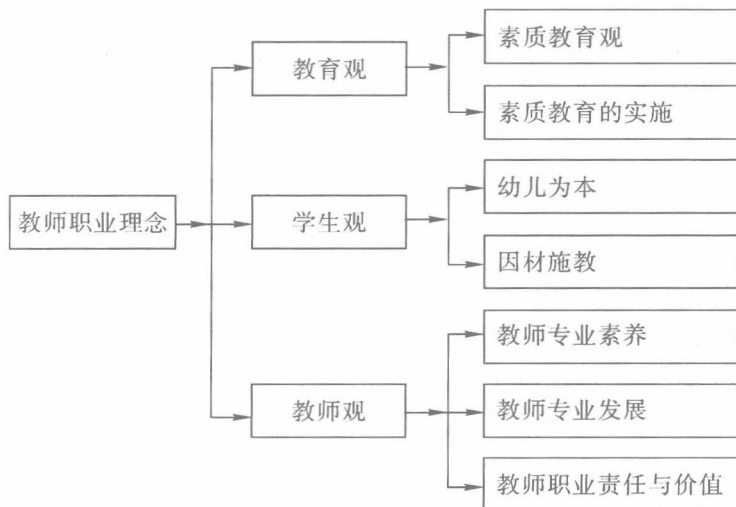 素质教育观
教育观
素质教育的实施
幼儿为本
教师职业理念
学生观
因材施教
教师专业素养
教师观
教师专业发展
教师职业责任与价值